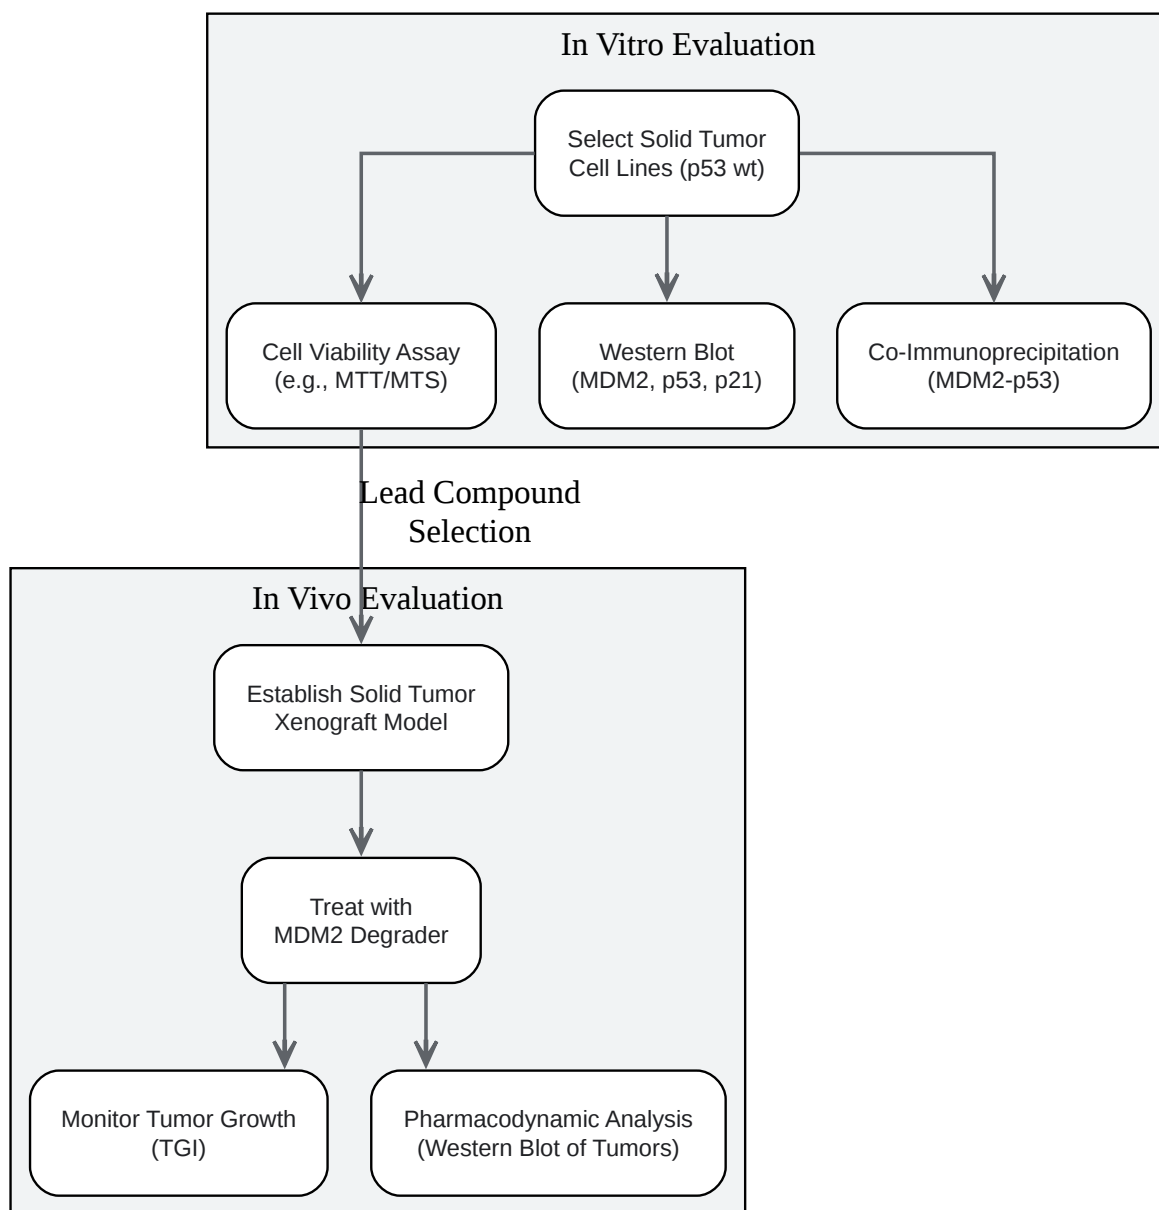 In Vitro Evaluation
Select Solid Tumor
Cell Lines (p53 wt)
Cell Viability Assay
(e.g., MTT/MTS)
Western Blot
(MDM2, p53, p21)
Co-Immunoprecipitation
(MDM2-p53)
Lead Compound
Selection
In Vivo Evaluation
Establish Solid Tumor
Xenograft Model
Treat with
MDM2 Degrader
Monitor Tumor Growth
(TGI)
Pharmacodynamic Analysis
(Western Blot of Tumors)